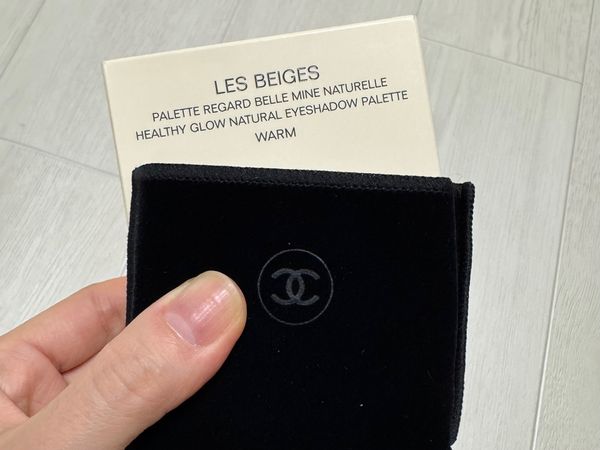 LES BEIGES
PALETTE REGARD BELLE MINE NATURELLE
HEALTHY GLOW NATURAL EYESHADOW PALETTE
WARM